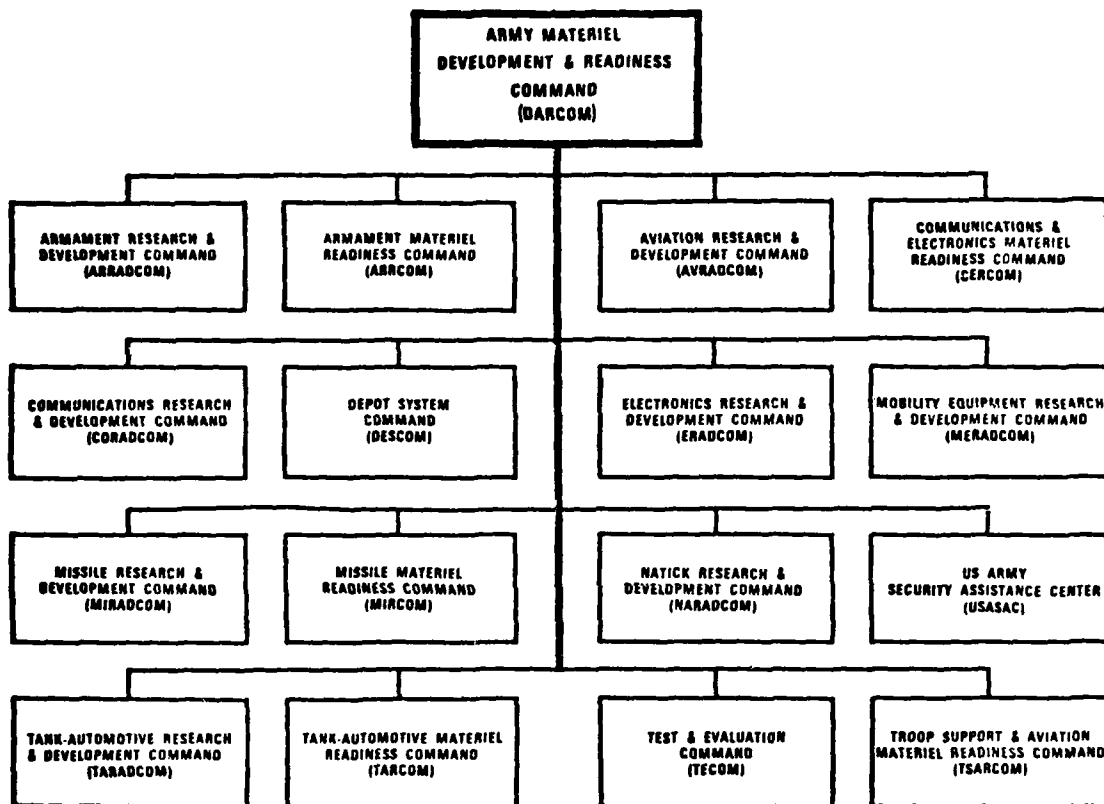 ARMY MATERIEL
DEVELOPMENT & READINESS
COMMAND
(DARCOM)
ARMAMENT RESEARCH &
DEVELOPMENT COMMAND
(ARRADCOM)
ARMAMENT MATERIEL
READINESS COMMAND
(ARRCOM)
AVIATION RESEARCH &
DEVELOPMENT COMMAND
(AVRADCOM)
COMMUNICATIONS &
ELECTRONICS MATERIEL
READINESS COMMAND
(CERCOM)
COMMUNICATIONS RESEARCH
& DEVELOPMENT COMMAND
(CORADCOM)
DEPOT SYSTEM
COMMAND
(DESCOM)
ELECTRONICS RESEARCH &
DEVELOPMENT COMMAND
(ERADCOM)
MOBILITY EQUIPMENT RESEARCH
& DEVELOPMENT COMMAND
(MERADCOM)
MISSILE RESEARCH &
DEVELOPMENT COMMAND
(MIRADCOM)
MISSILE MATERIEL
READINESS COMMAND
(MIRCOM)
NATICK RESEARCH &
DEVELOPMENT COMMAND
(NARADCOM)
US ARMY
SECURITY ASSISTANCE CENTER
(USASAC)
TANK-AUTOMOTIVE RESEARCH
& DEVELOPMENT COMMAND
(TARADCOM)
TANK-AUTOMOTIVE MATERIEL
READINESS COMMAND
(TARCOM)
TEST & EVALUATION
COMMAND
(TECOM)
TROOP SUPPORT & AVIATION
MATERIEL READINESS COMMAND
(TSARCOM)